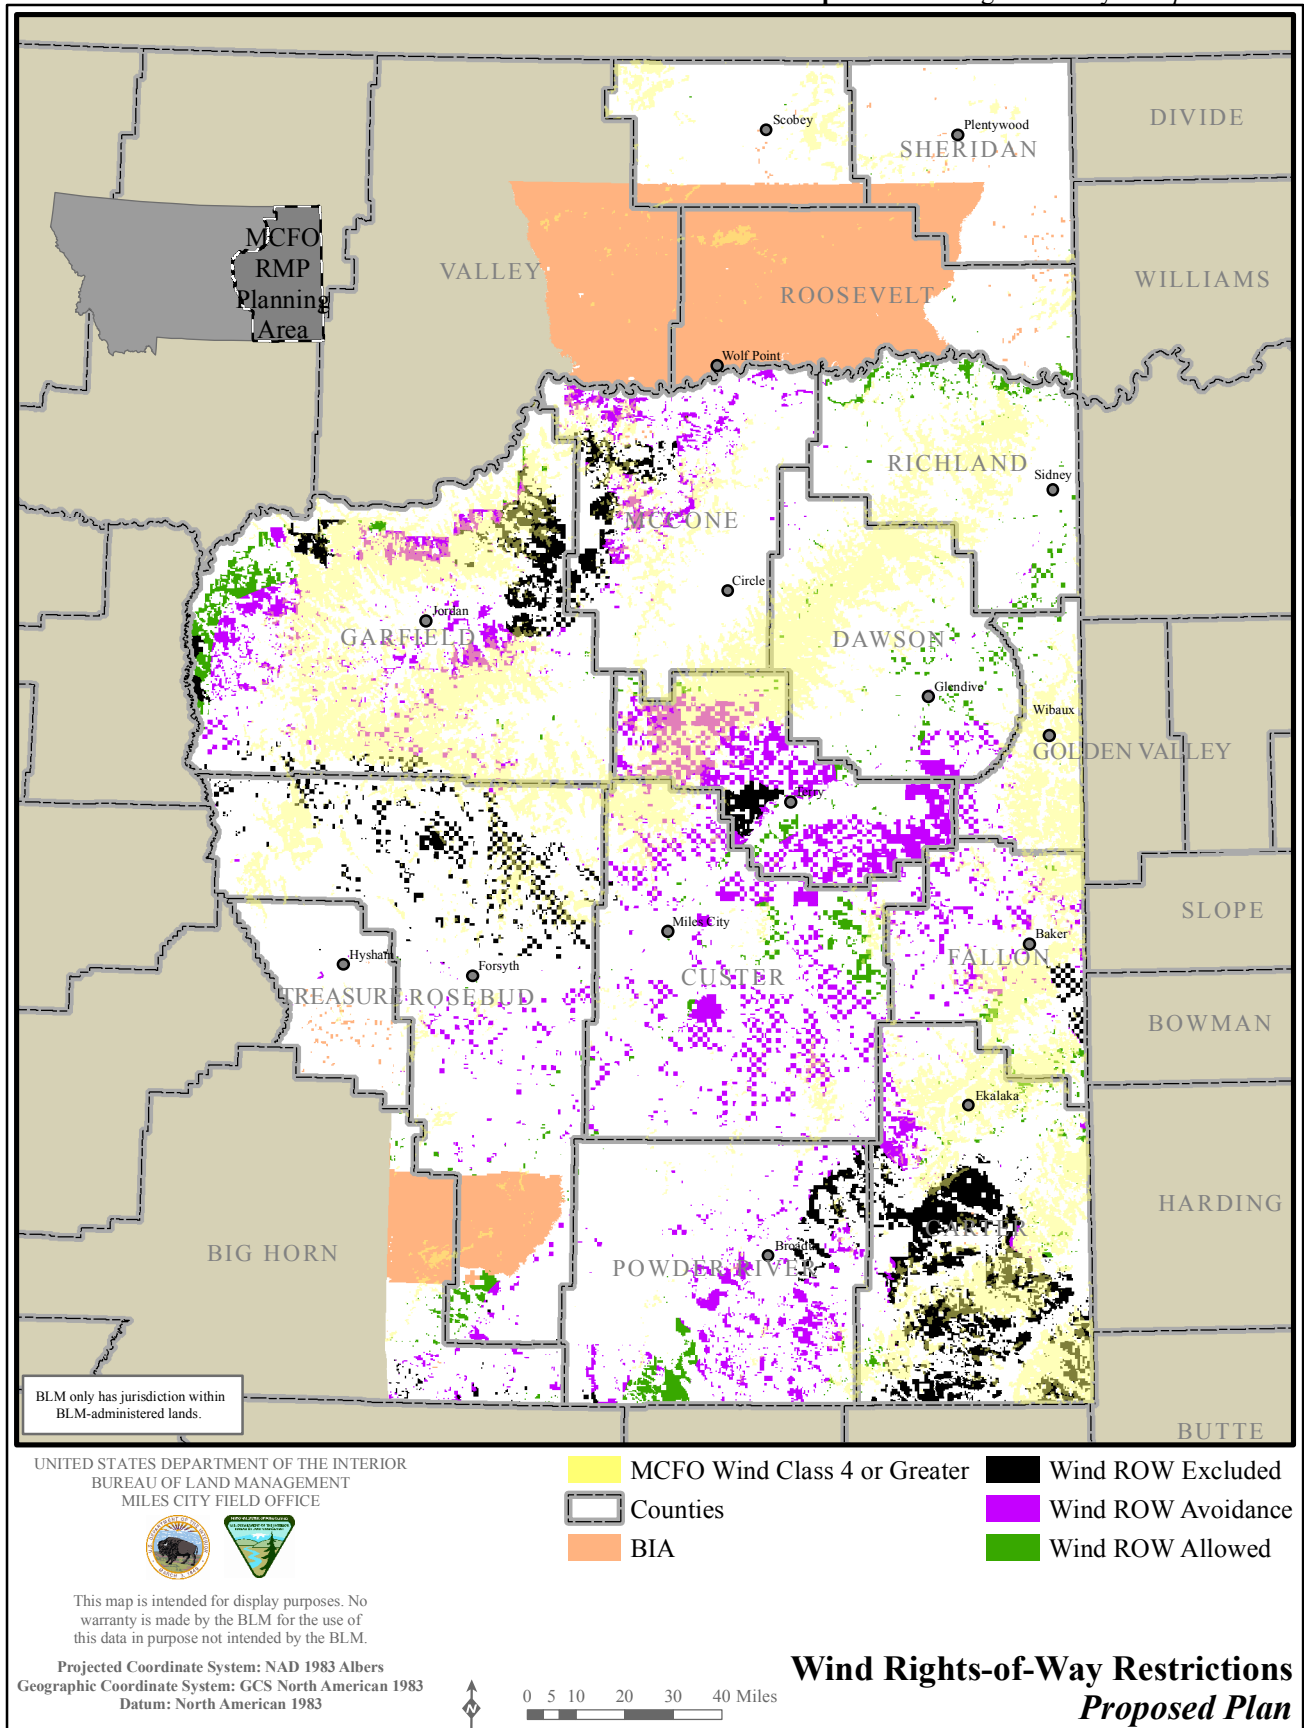 DIVIDE
Scobey
Plentywood
SHERIDAN
MCFO
RMP
Planning
Area
VALLEY
ROOSEVELT
WILLIAMS
Wolf Point
RICHLAND
Sidney
MCCONE
Circle
Jordan
GARFIELD
DAWSON
Glendive
Wibaux
GOLDEN VALLEY
Terry
SLOPE
Miles City
Baker
FALLON
Hysham
Forsyth
CUSTER
TREASURE
ROSEBUD
BOWMAN
Ekalaka
HARDING
CARTER
BIG HORN
Broadus
POWDER RIVER
BLM only has jurisdiction within
BLM-administered lands.
BUTTE
UNITED STATES DEPARTMENT OF THE INTERIOR
BUREAU OF LAND MANAGEMENT
MILES CITY FIELD OFFICE
This map is intended for display purposes. No
warranty is made by the BLM for the use of
this data in purpose not intended by the BLM.
Projected Coordinate System: NAD 1983 Albers
Geographic Coordinate System: GCS North American 1983
Datum: North American 1983
MCFO Wind Class 4 or Greater
Counties
BIA
Wind ROW Excluded
Wind ROW Avoidance
Wind ROW Allowed
N
0 5 10 20 30 40 Miles
Wind Rights-of-Way Restrictions
Proposed Plan